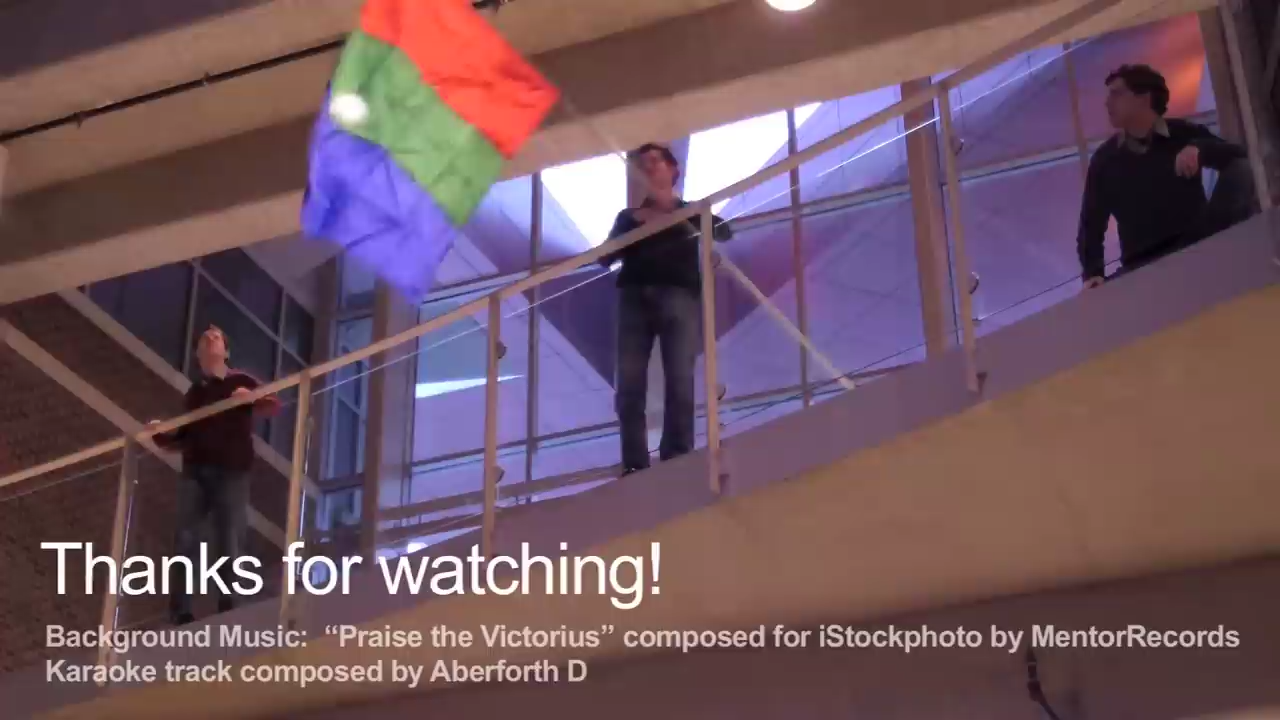 Thanks for watching!
Background Music:  “Praise the Victorius” composed for iStockphoto by MentorRecords
Karaoke track composed by Aberforth D